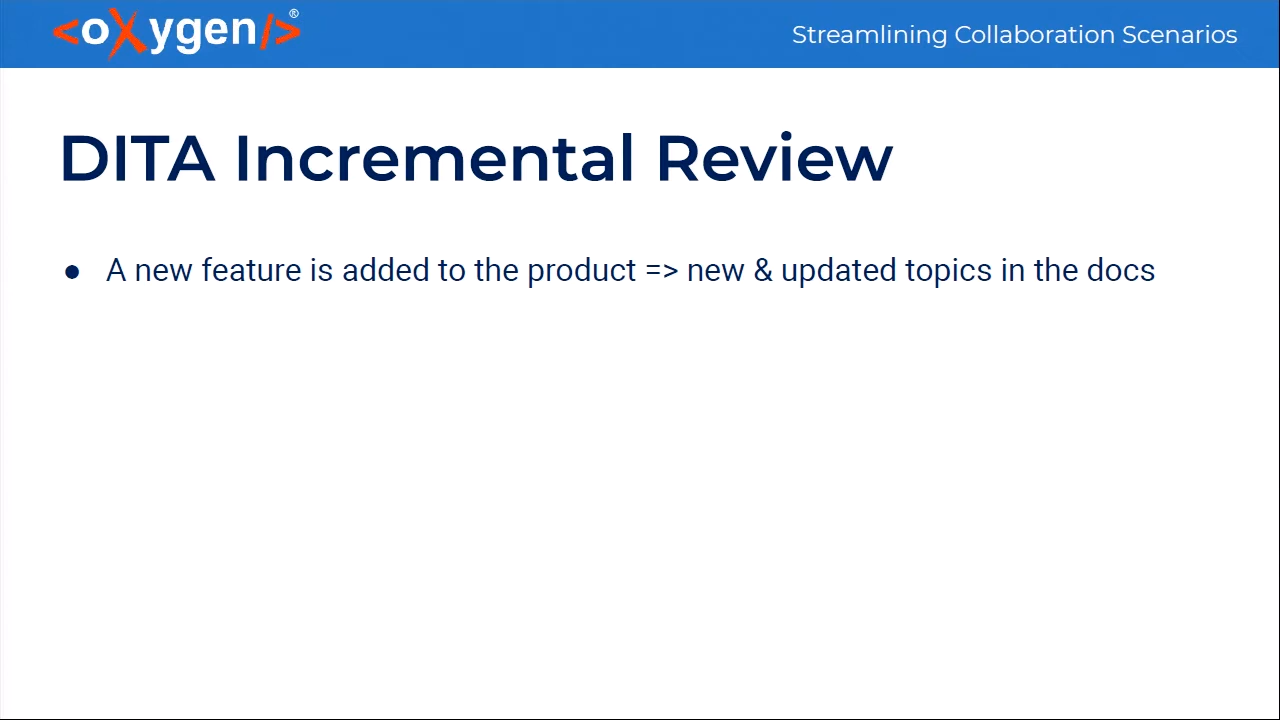 <oXygen/>®
Streamlining Collaboration Scenarios
DITA Incremental Review
● A new feature is added to the product => new & updated topics in the docs